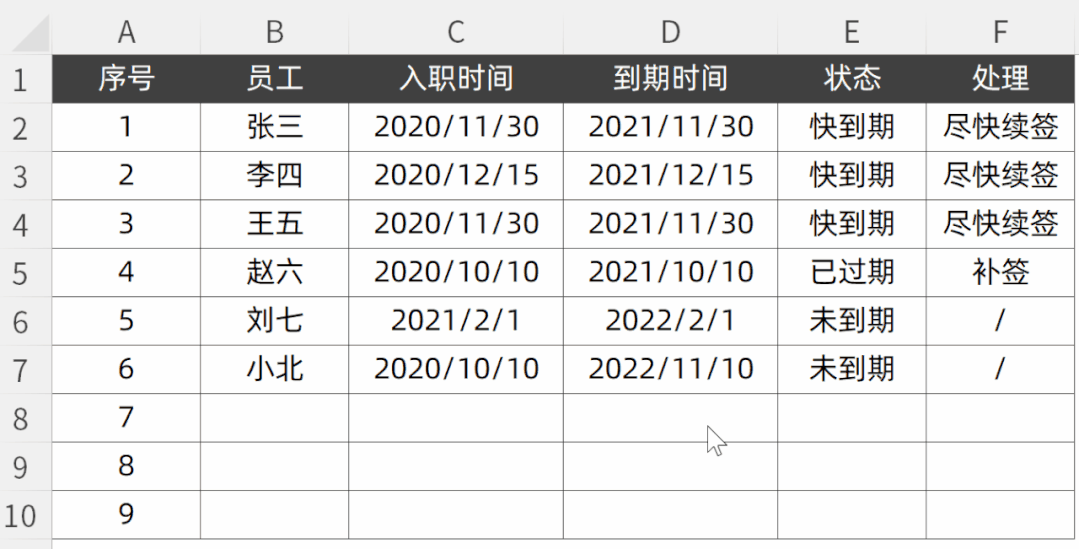 A B C D E F
1 序号 员工 入职时间 到期时间 状态 处理
2 1 张三 2020/11/30 2021/11/30 快到期 尽快续签
3 2 李四 2020/12/15 2021/12/15 快到期 尽快续签
4 3 王五 2020/11/30 2021/11/30 快到期 尽快续签
5 4 赵六 2020/10/10 2021/10/10 已过期 补签
6 5 刘七 2021/2/1 2022/2/1 未到期 /
7 6 小北 2020/10/10 2022/11/10 未到期 /
8 7
9 8
10 9